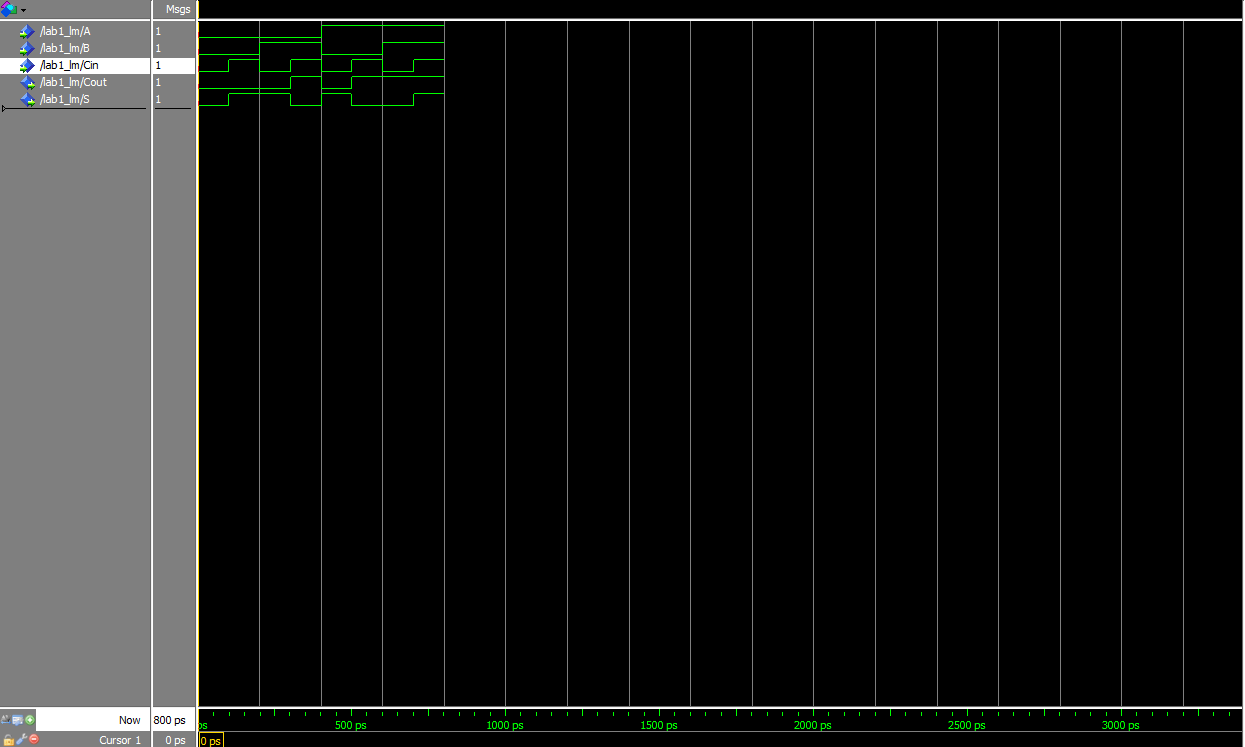 Msgs
/lab1_lm/A 1
/lab1_lm/B 1
/lab1_lm/Cin 1
/lab1_lm/Cout 1
/lab1_lm/S 1
Now 800 ps ps 500 ps 1000 ps 1500 ps 2000 ps 2500 ps 3000 ps
Cursor 1 0 ps 0 ps